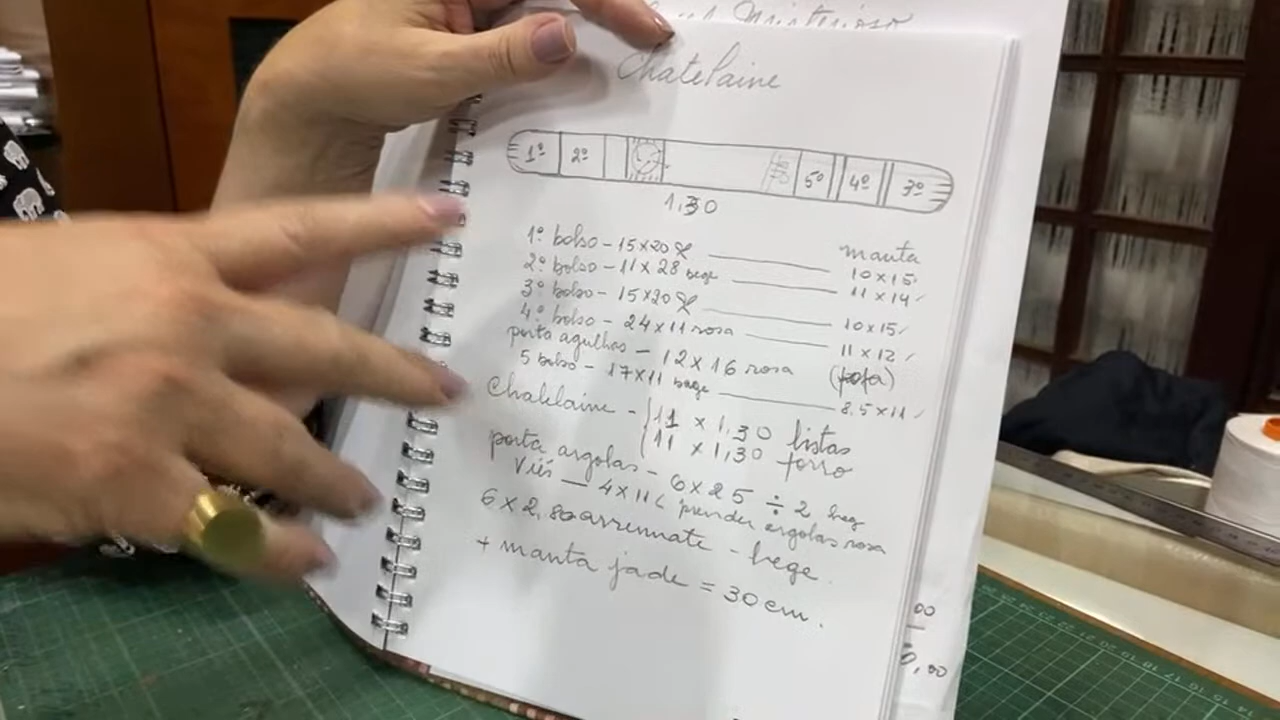 Misterioso
Chatelaine
1º 2º 5º 4º 3º
1,30
manta
1º bolso - 15x20 10x15
2º bolso - 11x28 bege 11x14
3º bolso - 15x20 10x15
4º bolso - 24x11 rosa 11x12
porta agulhas - 12x16 rosa (fofa)
5 bolso - 17x11 bege 8,5x11
Chatelaine - { 11 x 1,30 listas
11 x 1,30 forro
porta argolas - 6x25 ÷ 2 beg
viés - 4x11 ( prender argolas rosa
6x2,80 arremate - bege
+ manta jade = 30 cm.